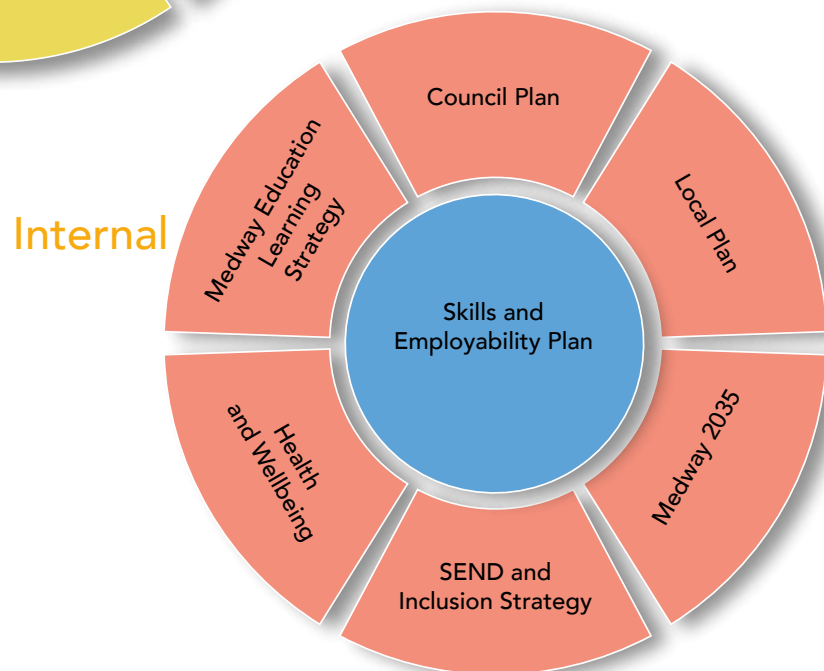 Internal
Council Plan
Local Plan
Medway 2035
SEND and
Inclusion Strategy
Health
and Wellbeing
Medway Education
Learning
Strategy
Skills and
Employability Plan